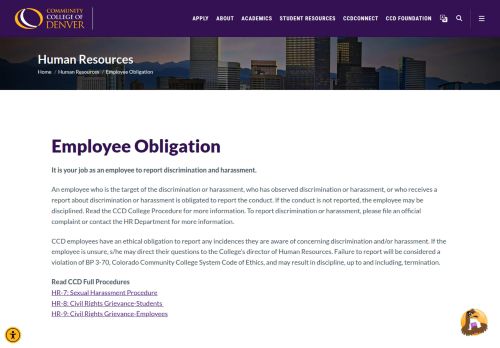 COMMUNITY
COLLEGE OF
DENVER
APPLY
ABOUT
ACADEMICS
STUDENT RESOURCES
CCDCONNECT
CCD FOUNDATION
Human Resources
Home / Human Resources / Employee Obligation
Employee Obligation
It is your job as an employee to report discrimination and harassment.
An employee who is the target of the discrimination or harassment, who has observed discrimination or harassment, or who receives a
report about discrimination or harassment is obligated to report the conduct. If the conduct is not reported, the employee may be
disciplined. Read the CCD College Procedure for more information. To report discrimination or harassment, please file an official
complaint or contact the HR Department for more information.
CCD employees have an ethical obligation to report any incidences they are aware of concerning discrimination and/or harassment. If the
employee is unsure, s/he may direct their questions to the College's director of Human Resources. Failure to report will be considered a
violation of BP 3-70, Colorado Community College System Code of Ethics, and may result in discipline, up to and including, termination.
Read CCD Full Procedures
HR-7: Sexual Harassment Procedure
HR-8: Civil Rights Grievance-Students
HR-9: Civil Rights Grievance-Employees